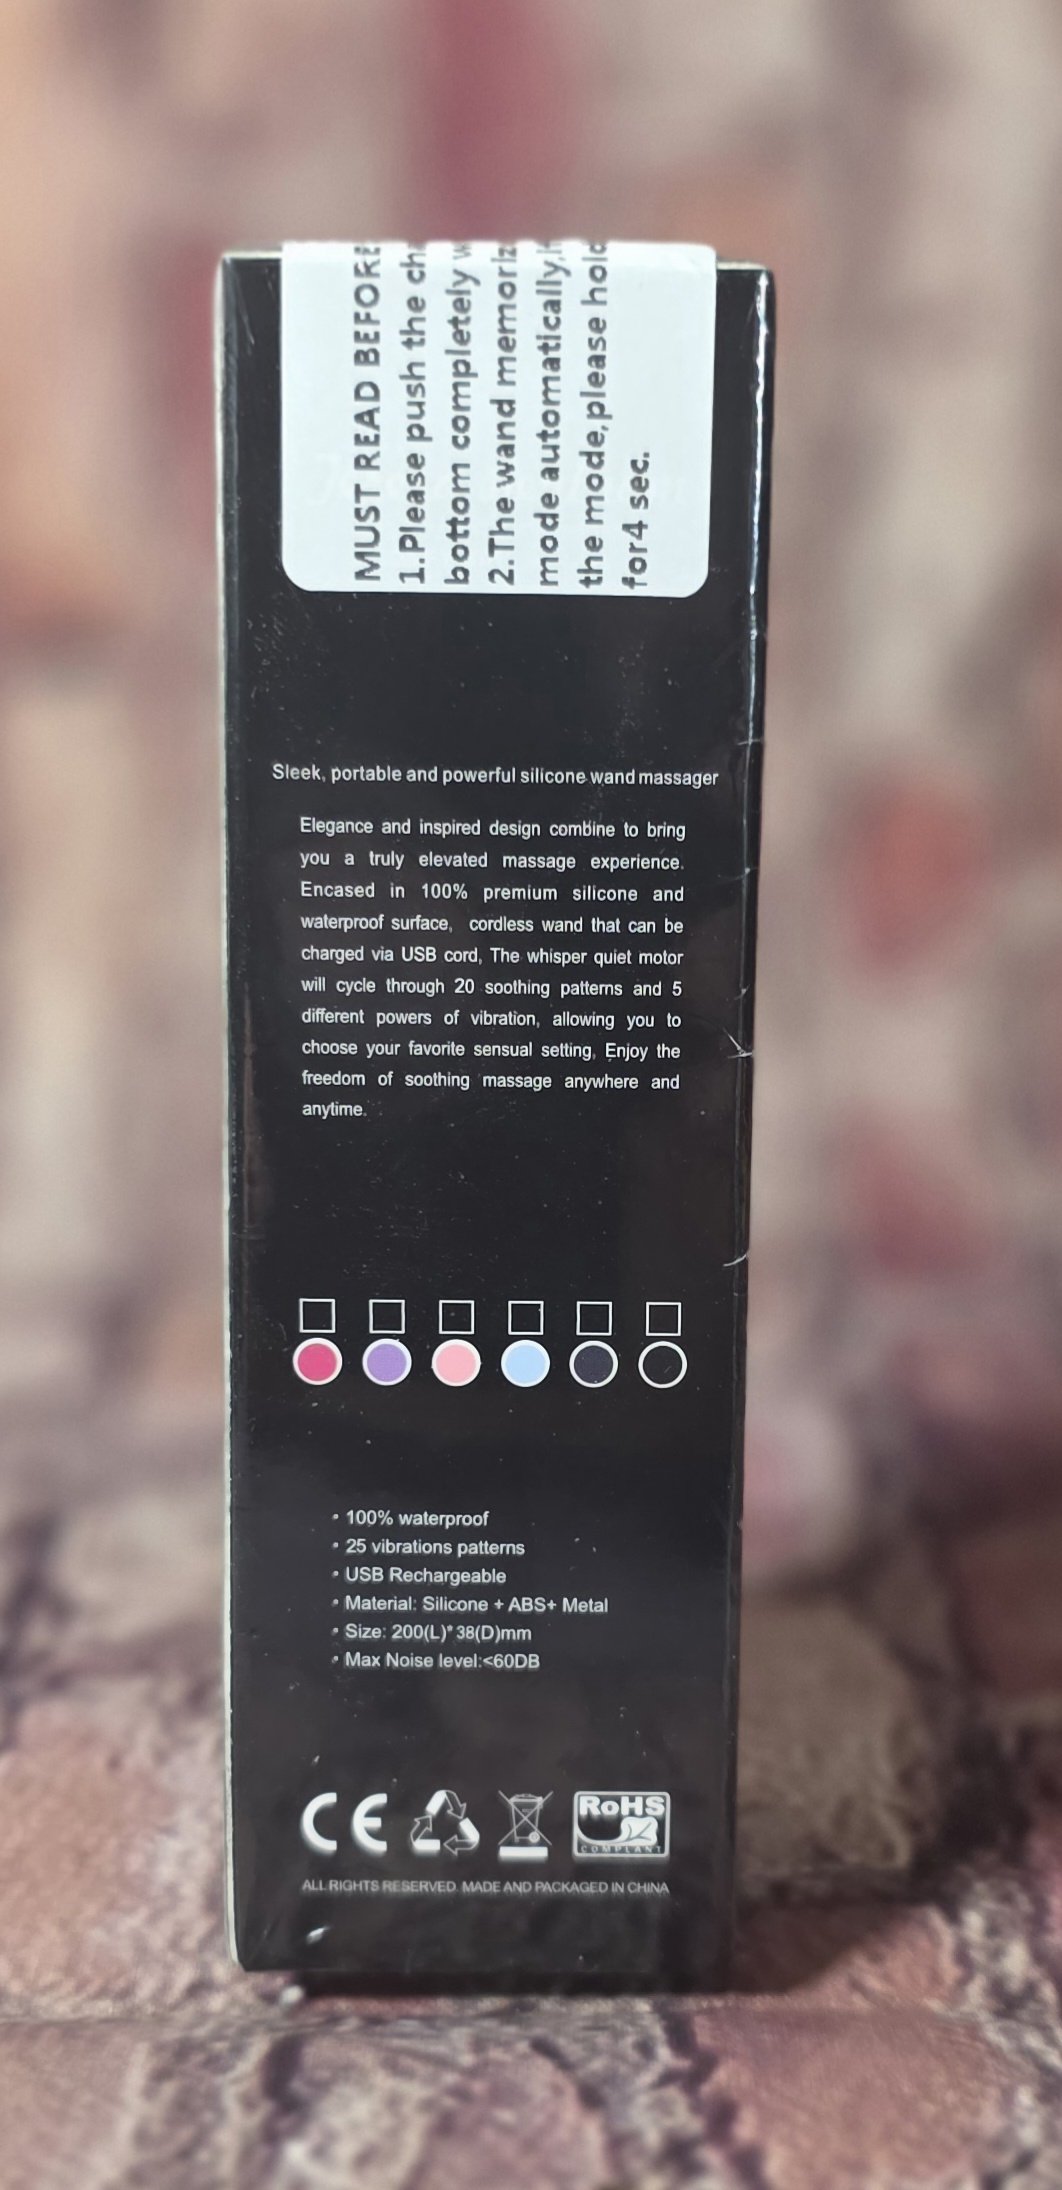 MUST READ BEFORE
1.Please push the
bottom completely
2.The wand
mode automatically,
the mode,please hold
for4 sec.
Sleek, portable and powerful silicone wand massager
Elegance and inspired design combine to bring
you a truly elevated massage experience.
Encased in 100% premium silicone and
waterproof surface, cordless wand that can be
charged via USB cord, The whisper quiet motor
will cycle through 20 soothing patterns and 5
different powers of vibration, allowing you to
choose your favorite sensual setting, Enjoy the
freedom of soothing massage anywhere and
anytime.
• 100% waterproof
• 25 vibrations patterns
• USB Rechargeable
• Material: Silicone + ABS+ Metal
• Size: 200(L)*38(D)mm
• Max Noise level:<60DB
CE
RoHS
COMPLANT
ALL RIGHTS RESERVED. MADE AND PACKAGED IN CHINA